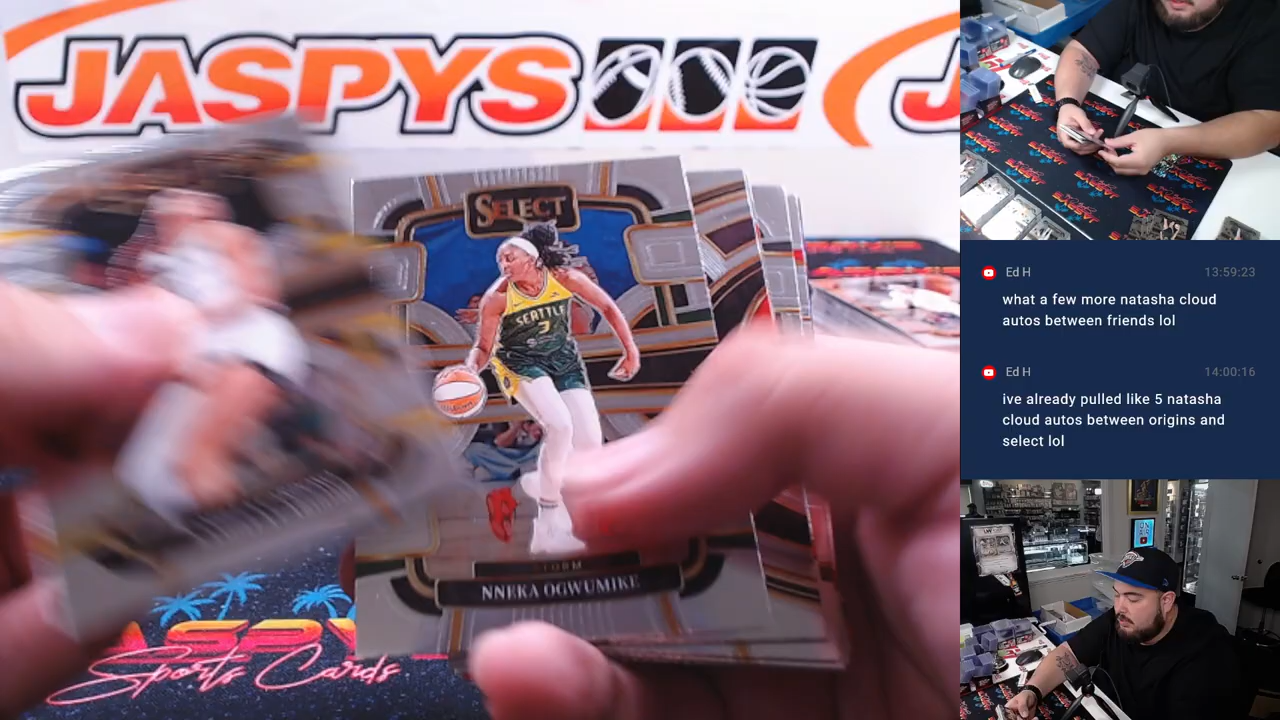 JASPYS
J
SELECT
SEATTLE
3
STORM
NNEKA OGWUMIKE
ASPY
Sports Cards
Ed H
13:59:23
what a few more natasha cloud
autos between friends lol
Ed H
14:00:16
ive already pulled like 5 natasha
cloud autos between origins and
select lol